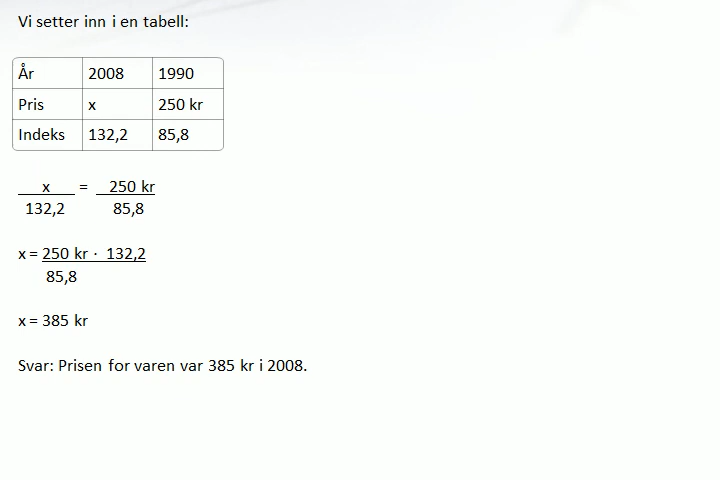 Vi setter inn i en tabell:
År 2008 1990
Pris x 250 kr
Indeks 132,2 85,8
x = 250 kr
132,2 85,8
x = 250 kr · 132,2
85,8
x = 385 kr
Svar: Prisen for varen var 385 kr i 2008.